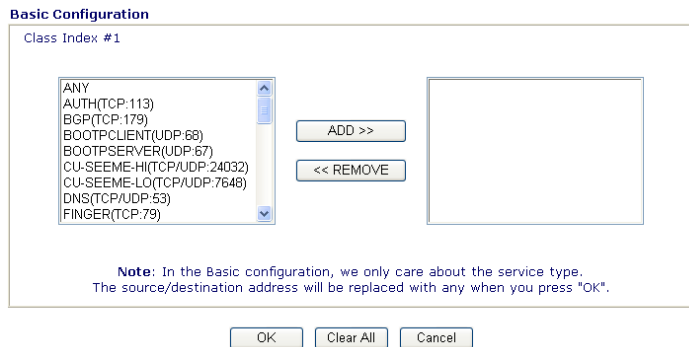 Basic Configuration
Class Index #1
ANY
AUTH(TCP:113)
BGP(TCP:179)
BOOTPCLIENT(UDP:68)
BOOTPSERVER(UDP:67)
CU-SEEME-HI(TCP/UDP:24032)
CU-SEEME-LO(TCP/UDP:7648)
DNS(TCP/UDP:53)
FINGER(TCP:79)
ADD >>
<< REMOVE
Note: In the Basic configuration, we only care about the service type.
The source/destination address will be replaced with any when you press "OK".
OK
Clear All
Cancel